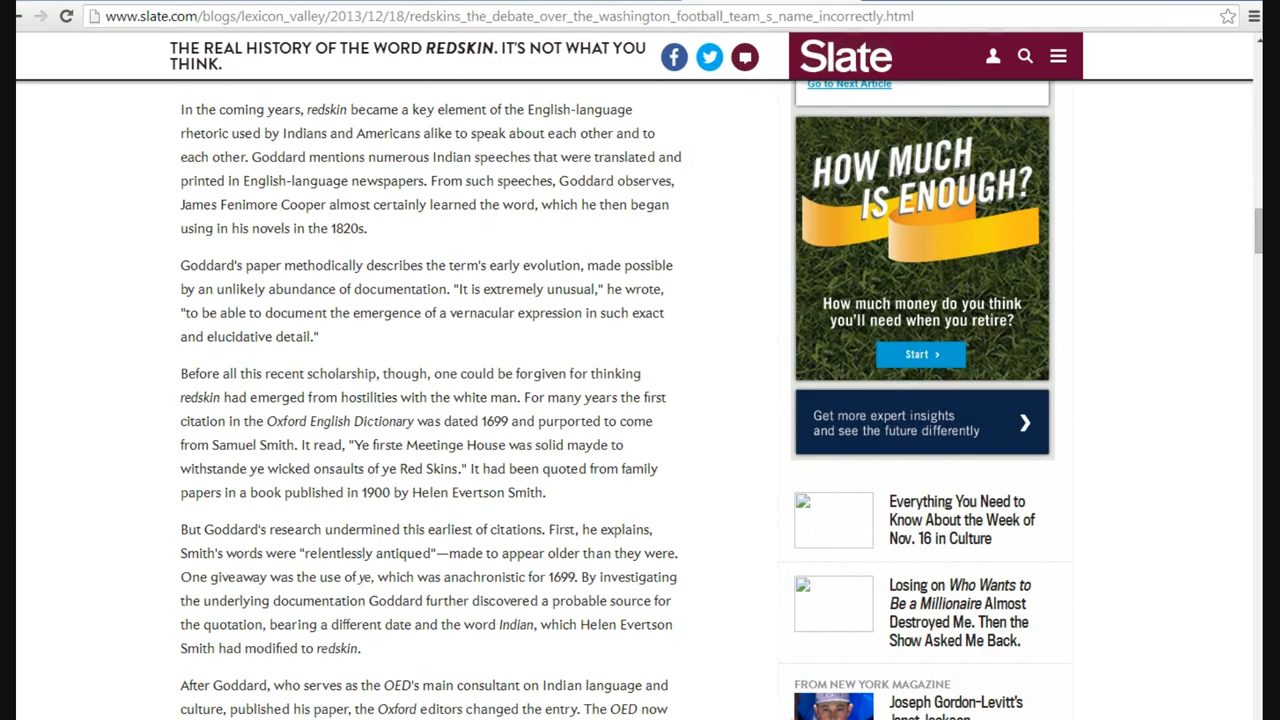 www.slate.com/blogs/lexicon_valley/2013/12/18/redskins_the_debate_over_the_washington_football_team_s_name_incorrectly.html
THE REAL HISTORY OF THE WORD REDSKIN. IT'S NOT WHAT YOU
THINK.
Slate
In the coming years, redskin became a key element of the English-language
rhetoric used by Indians and Americans alike to speak about each other and to
each other. Goddard mentions numerous Indian speeches that were translated and
printed in English-language newspapers. From such speeches, Goddard observes,
James Fenimore Cooper almost certainly learned the word, which he then began
using in his novels in the 1820s.
Goddard's paper methodically describes the term's early evolution, made possible
by an unlikely abundance of documentation. "It is extremely unusual," he wrote,
"to be able to document the emergence of a vernacular expression in such exact
and elucidative detail."
Before all this recent scholarship, though, one could be forgiven for thinking
redskin had emerged from hostilities with the white man. For many years the first
citation in the Oxford English Dictionary was dated 1699 and purported to come
from Samuel Smith. It read, "Ye firste Meetinge House was solid mayde to
withstande ye wicked onsaults of ye Red Skins." It had been quoted from family
papers in a book published in 1900 by Helen Evertson Smith.
But Goddard's research undermined this earliest of citations. First, he explains,
Smith's words were "relentlessly antiqued"—made to appear older than they were.
One giveaway was the use of ye, which was anachronistic for 1699. By investigating
the underlying documentation Goddard further discovered a probable source for
the quotation, bearing a different date and the word Indian, which Helen Evertson
Smith had modified to redskin.
After Goddard, who serves as the OED's main consultant on Indian language and
culture, published his paper, the Oxford editors changed the entry. The OED now
Go to Next Article
HOW MUCH
IS ENOUGH?
How much money do you think
you'll need when you retire?
Start >
Get more expert insights
and see the future differently
Everything You Need to
Know About the Week of
Nov. 16 in Culture
Losing on Who Wants to
Be a Millionaire Almost
Destroyed Me. Then the
Show Asked Me Back.
FROM NEW YORK MAGAZINE
Joseph Gordon-Levitt's
Janet Jackson